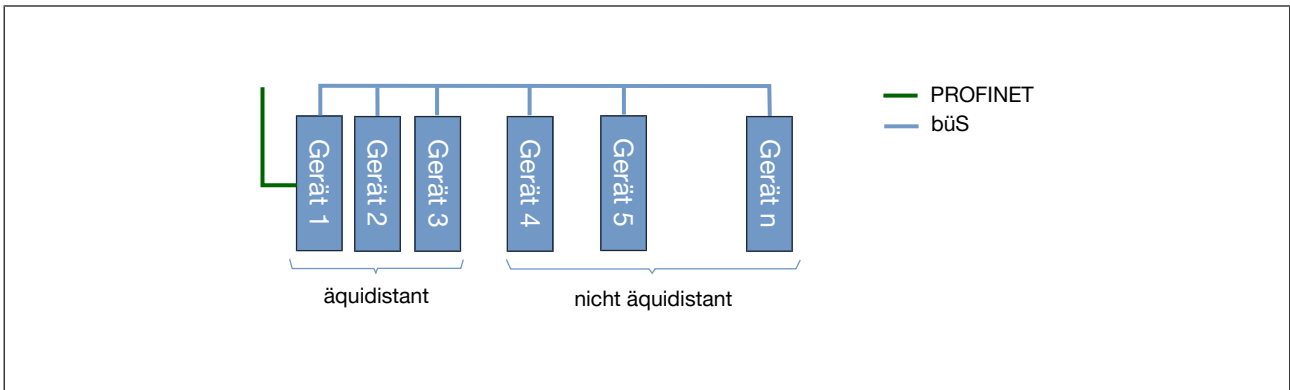 PROFINET
büS
Gerät 1
Gerät 2
Gerät 3
Gerät 4
Gerät 5
Gerät n
äquidistant
nicht äquidistant